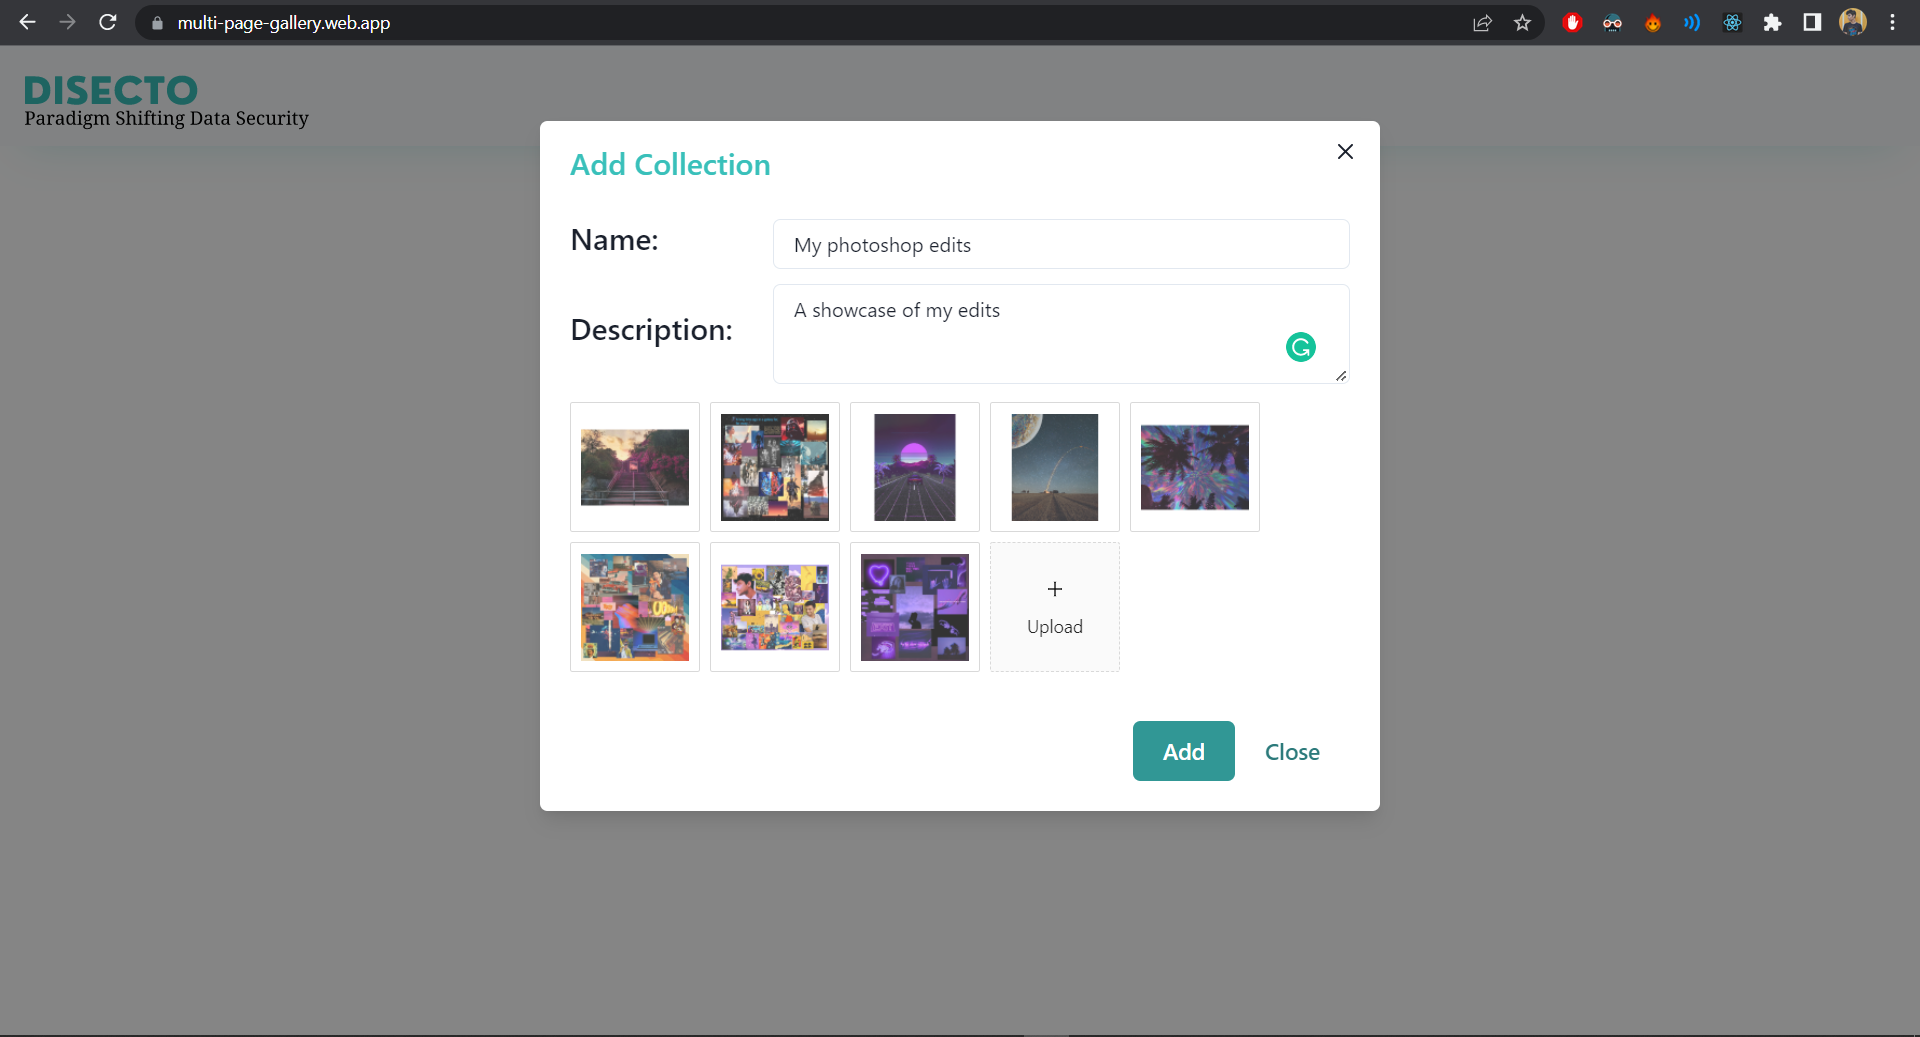 multi-page-gallery.web.app
DISECTO
Paradigm Shifting Data Security
Add Collection
Name:
My photoshop edits
Description:
A showcase of my edits
Upload
Add
Close